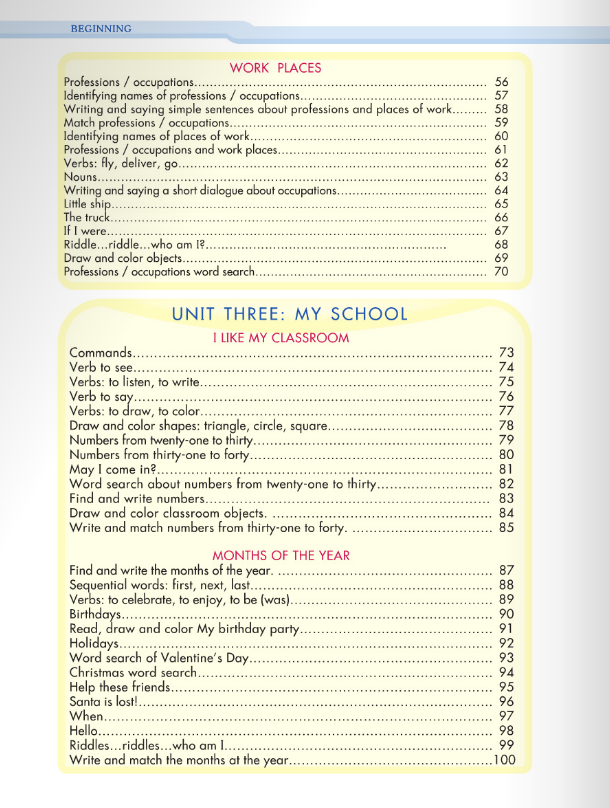 BEGINNING
WORK PLACES
Professions / occupations........................................................................... 56
Identifying names of professions / occupations................................................ 57
Writing and saying simple sentences about professions and places of work......... 58
Match professions / occupations.................................................................. 59
Identifying names of places of work............................................................. 60
Professions / occupations and work places...................................................... 61
Verbs: fly, deliver, go............................................................................... 62
Nouns.................................................................................................... 63
Writing and saying a short dialogue about occupations...................................... 64
Little ship................................................................................................ 65
The truck................................................................................................. 66
If I were.................................................................................................. 67
Riddle...riddle...who am I?.............................................................. 68
Draw and color objects.............................................................................. 69
Professions / occupations word search........................................................... 70
UNIT THREE: MY SCHOOL
I LIKE MY CLASSROOM
Commands............................................................................................ 73
Verb to see............................................................................................ 74
Verbs: to listen, to write........................................................................... 75
Verb to say............................................................................................ 76
Verbs: to draw, to color........................................................................... 77
Draw and color shapes: triangle, circle, square.......................................... 78
Numbers from twenty-one to thirty............................................................. 79
Numbers from thirty-one to forty.............................................................. 80
May I come in?...................................................................................... 81
Word search about numbers from twenty-one to thirty.............................. 82
Find and write numbers........................................................................ 83
Draw and color classroom objects. ........................................................ 84
Write and match numbers from thirty-one to forty. ................................... 85
MONTHS OF THE YEAR
Find and write the months of the year. ...................................................... 87
Sequential words: first, next, last............................................................. 88
Verbs: to celebrate, to enjoy, to be (was)................................................... 89
Birthdays............................................................................................... 90
Read, draw and color My birthday party................................................ 91
Holidays............................................................................................... 92
Word search of Valentine's Day............................................................. 93
Christmas word search........................................................................... 94
Help these friends................................................................................. 95
Santa is lost!.......................................................................................... 96
When.................................................................................................... 97
Hello..................................................................................................... 98
Riddles...riddles...who am I.................................................................... 99
Write and match the months at the year..................................................100